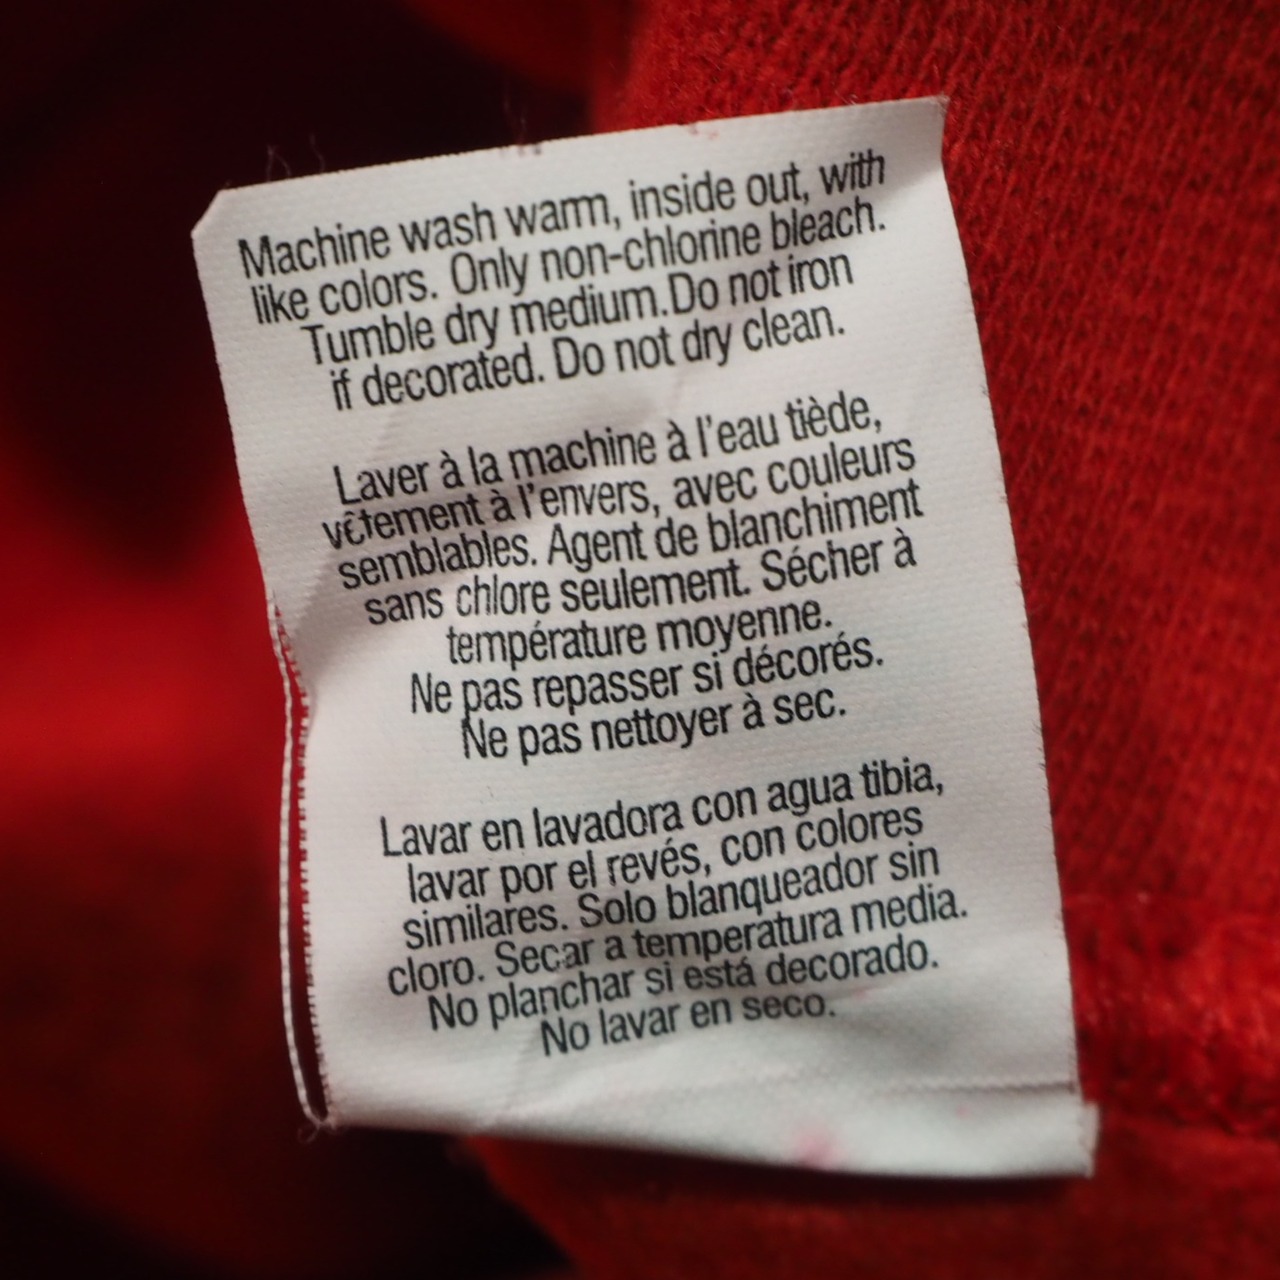 Machine wash warm, inside out, with
like colors. Only non-chlorine bleach.
Tumble dry medium.Do not iron
if decorated. Do not dry clean.
Laver à la machine à l'eau tiède,
vêtement à l'envers, avec couleurs
semblables. Agent de blanchiment
sans chlore seulement. Sécher à
température moyenne.
Ne pas repasser si décorés.
Ne pas nettoyer à sec.
Lavar en lavadora con agua tibia,
lavar por el revés, con colores
similares. Solo blanqueador sin
cloro. Secar a temperatura media.
No planchar si está decorado.
No lavar en seco.